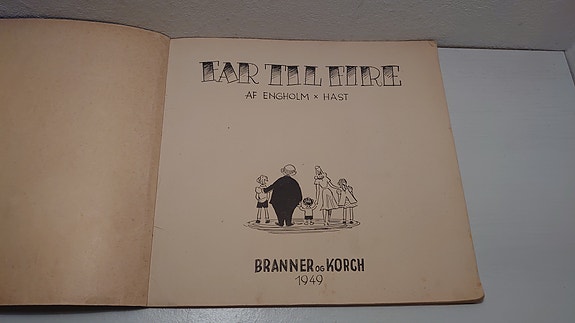 FAR TIL FIRE
AF ENGHOLM × HAST
BRANNER OG KORCH
1949